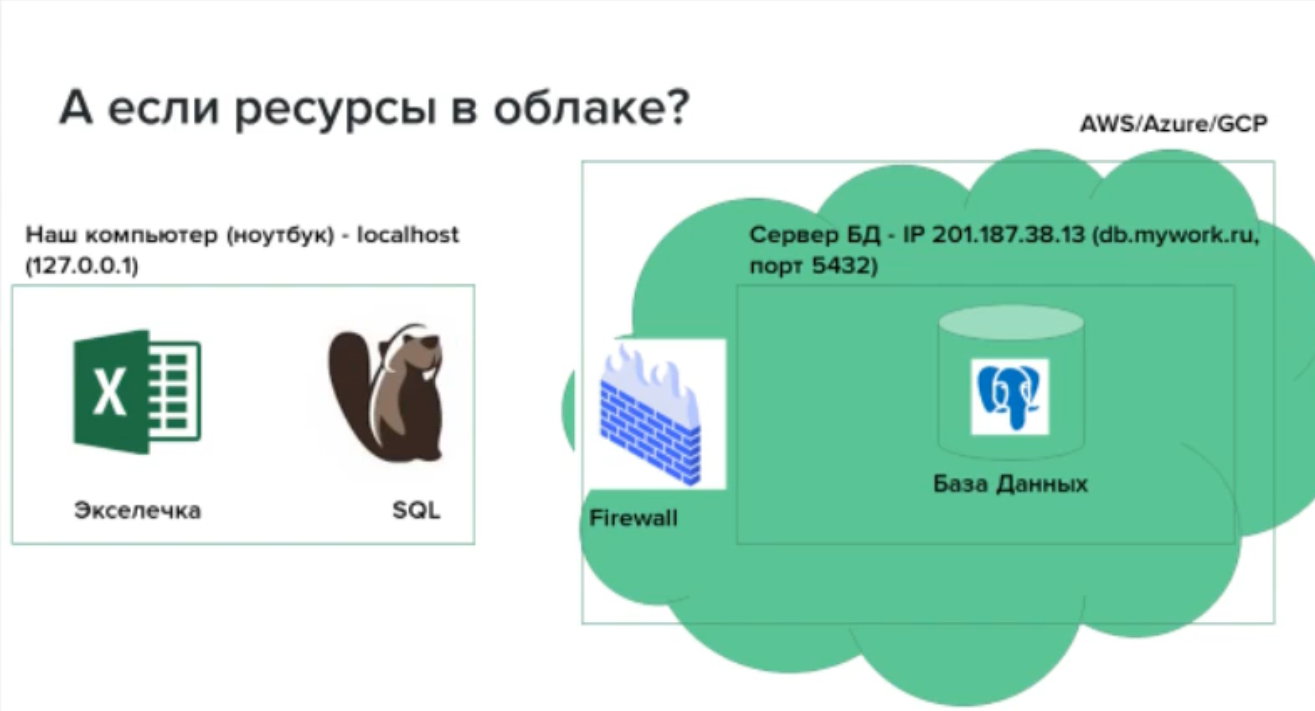 А если ресурсы в облаке?
AWS/Azure/GCP
Наш компьютер (ноутбук) - localhost
(127.0.0.1)
Сервер БД - IP 201.187.38.13 (db.mywork.ru,
порт 5432)
X
Экселечка
SQL
Firewall
База Данных